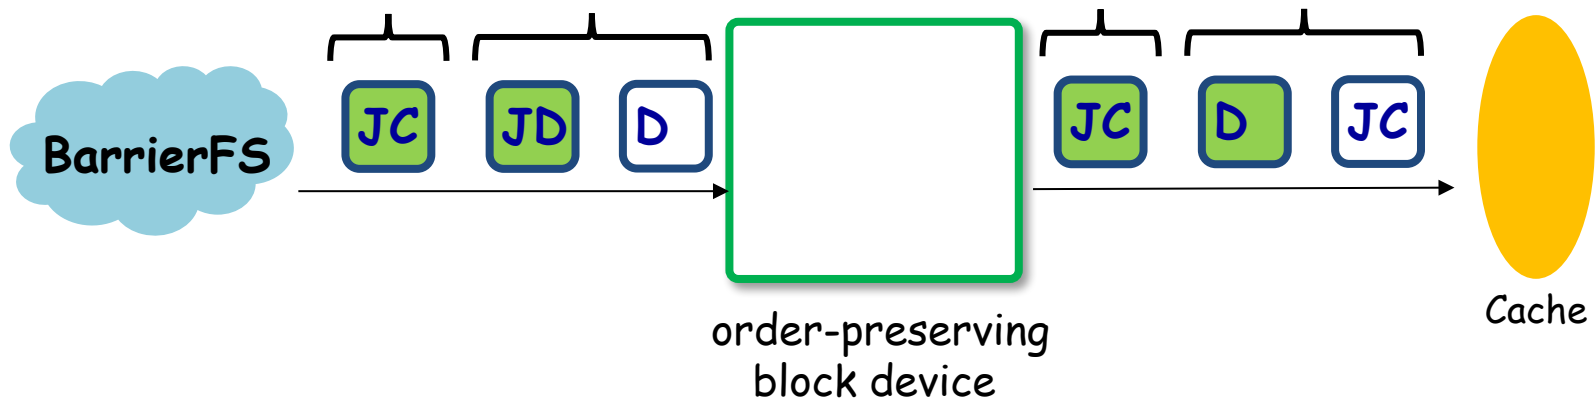 BarrierFS
JC
JD
D
JC
D
JC
order-preserving
block device
Cache